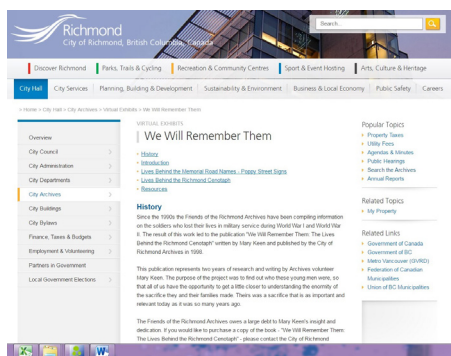 Richmond
City of Richmond, British Columbia, Canada
Search...
Discover Richmond
Parks, Trails & Cycling
Recreation & Community Centres
Sport & Event Hosting
Arts, Culture & Heritage
City Hall
City Services
Planning, Building & Development
Sustainability & Environment
Business & Local Economy
Public Safety
Careers
> Home > City Hall > City Archives > Virtual Exhibits > We Will Remember Them
Overview
City Council
City Administration
City Departments
City Archives
City Buildings
City Bylaws
Finance, Taxes & Budgets
Employment & Volunteering
Partners in Government
Local Government Elections
VIRTUAL EXHIBITS
We Will Remember Them
History
Introduction
Lives Behind the Memorial Road Names - Poppy Street Signs
Lives Behind the Richmond Cenotaph
Resources
History
Since the 1990s the Friends of the Richmond Archives have been compiling information
on the soldiers who lost their lives in military service during World War I and World War
II. The result of this work led to the publication "We Will Remember Them: The Lives
Behind the Richmond Cenotaph" written by Mary Keen and published by the City of
Richmond Archives in 1999.
This publication represents two years of research and writing by Archives volunteer
Mary Keen. The purpose of the project was to find out who these young men were, so
that all of us have the opportunity to get a little closer to understanding the enormity of
the sacrifice they and their families made. Theirs was a sacrifice that is as important and
relevant today as it was so many years ago.
The Friends of the Richmond Archives owes a large debt to Mary Keen's insight and
dedication. If you would like to purchase a copy of the book - "We Will Remember Them:
The Lives Behind the Richmond Cenotaph" - please contact the City of Richmond
Popular Topics
Property Taxes
Utility Fees
Agendas & Minutes
Public Hearings
Search the Archives
Annual Reports
Related Topics
My Property
Related Links
Government of Canada
Government of BC
Metro Vancouver (GVRD)
Federation of Canadian
Municipalities
Union of BC Municipalities